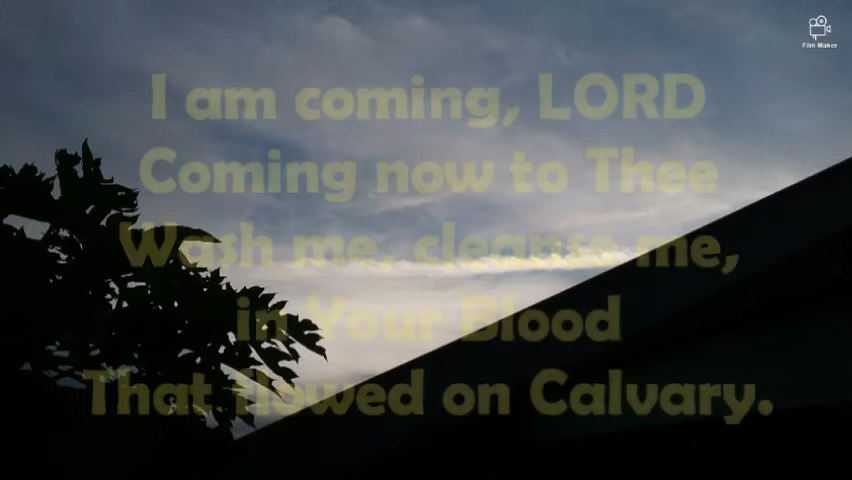 Film Maker
I am coming, LORD
Coming now to Thee
Wash me, cleanse me,
in Your Blood
That flowed on Calvary.